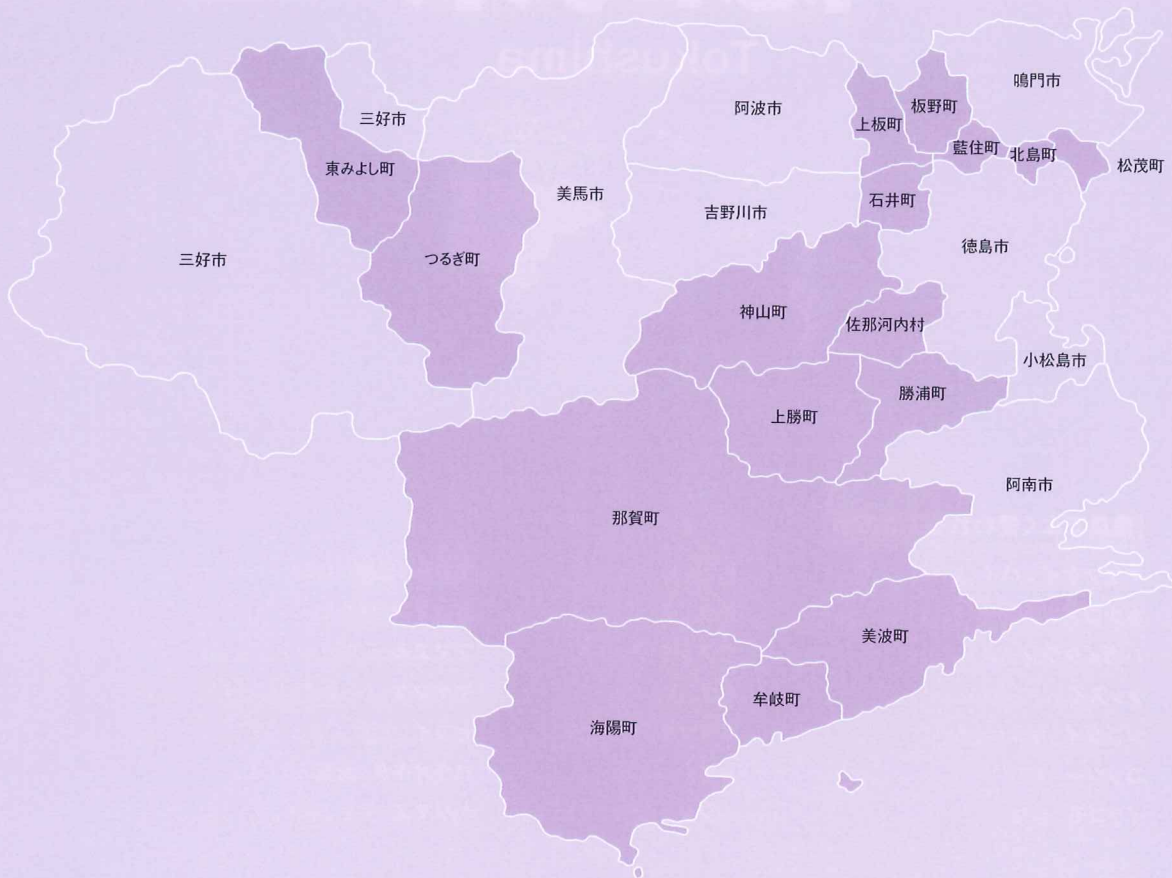 鳴門市
阿波市
板野町
上板町
三好市
藍住町
北島町
松茂町
東みよし町
美馬市
石井町
吉野川市
徳島市
三好市
つるぎ町
神山町
佐那河内村
小松島市
勝浦町
上勝町
阿南市
那賀町
美波町
牟岐町
海陽町